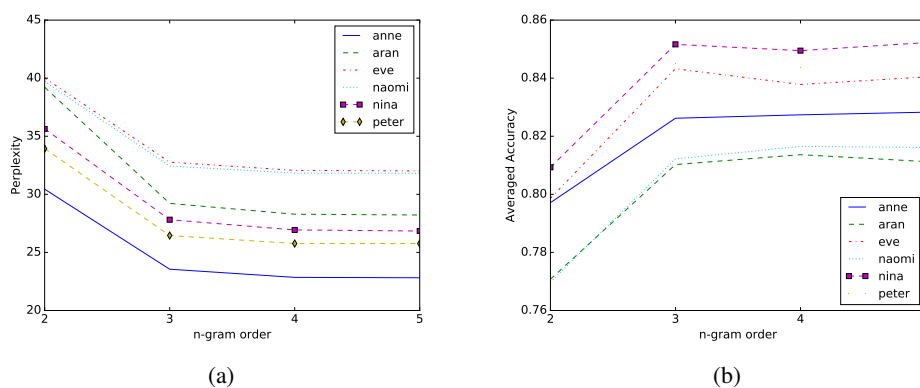 45
40
35
30
25
20
Perplexity
2 3 4 5
n-gram order
anne
aran
eve
naomi
nina
peter
(a)
0.86
0.84
0.82
0.80
0.78
0.76
Averaged Accuracy
2 3 4
n-gram order
anne
aran
eve
naomi
nina
peter
(b)